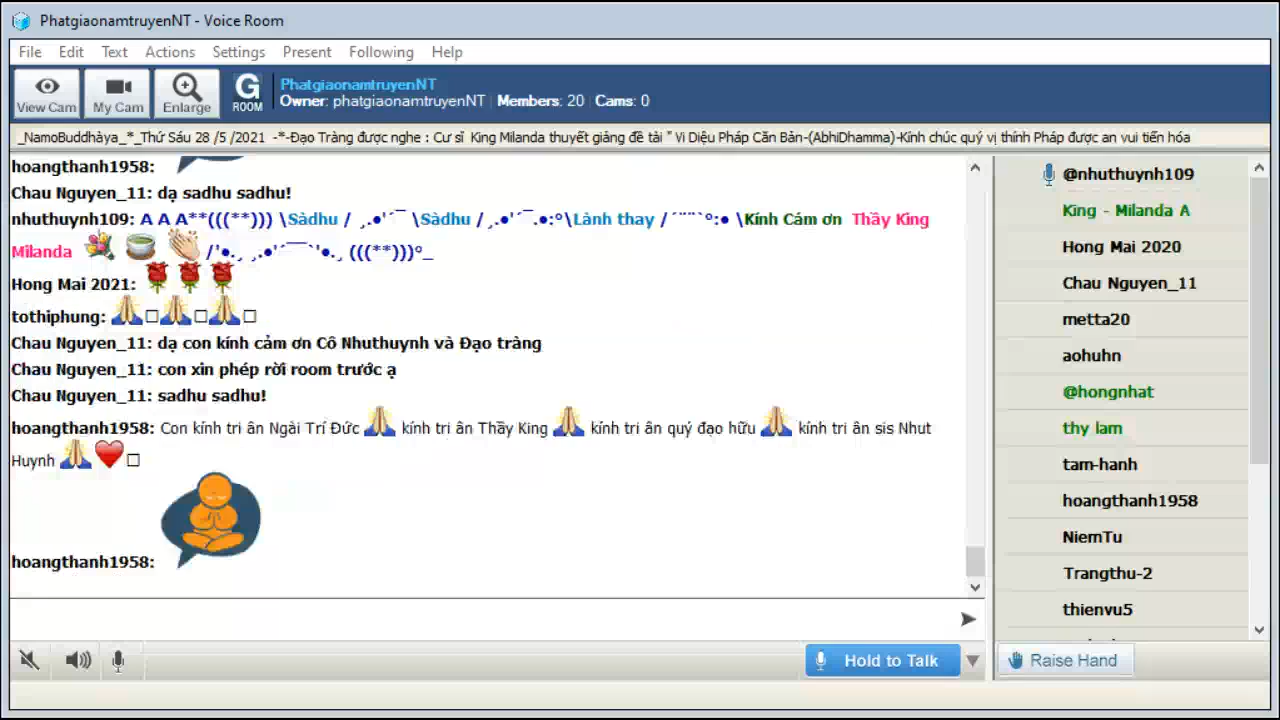 PhatgiaonamtruyenNT - Voice Room
File Edit Text Actions Settings Present Following Help
View Cam My Cam Enlarge G ROOM
PhatgiaonamtruyenNT
Owner: phatgiaonamtruyenNT Members: 20 Cams: 0
_NamoBuddhàya_*_Thứ Sáu 28 /5 /2021 -*-Đạo Tràng được nghe : Cư sĩ King Milanda thuyết giảng đề tài " Vi Diệu Pháp Căn Bản-(AbhiDhamma)-Kính chúc quý vị thính Pháp được an vui tiến hóa
hoangthanh1958:
Chau Nguyen_11: dạ sadhu sadhu!
nhuthuynh109: A A A**(((**))) \Sàdhu / ¸.•'´¯ \Sàdhu /¸.•'´¯.•:°\Lành thay /´¨¨`°:• \Kính Cảm ơn Thầy King
Milanda /'•.¸ ¸.•'´¯¯`'•.¸ (((**)))°_
Hong Mai 2021:
tothiphung: □□□
Chau Nguyen_11: dạ con kính cảm ơn Cô Nhuthuynh và Đạo tràng
Chau Nguyen_11: con xin phép rời room trước ạ
Chau Nguyen_11: sadhu sadhu!
hoangthanh1958: Con kính tri ân Ngài Trí Đức kính tri ân Thầy King kính tri ân quý đạo hữu kính tri ân sis Nhut
Huynh □
hoangthanh1958:
Hold to Talk
@nhuthuynh109
King - Milanda A
Hong Mai 2020
Chau Nguyen_11
metta20
aohuhn
@hongnhat
thy lam
tam-hanh
hoangthanh1958
NiemTu
Trangthu-2
thienvu5
Raise Hand